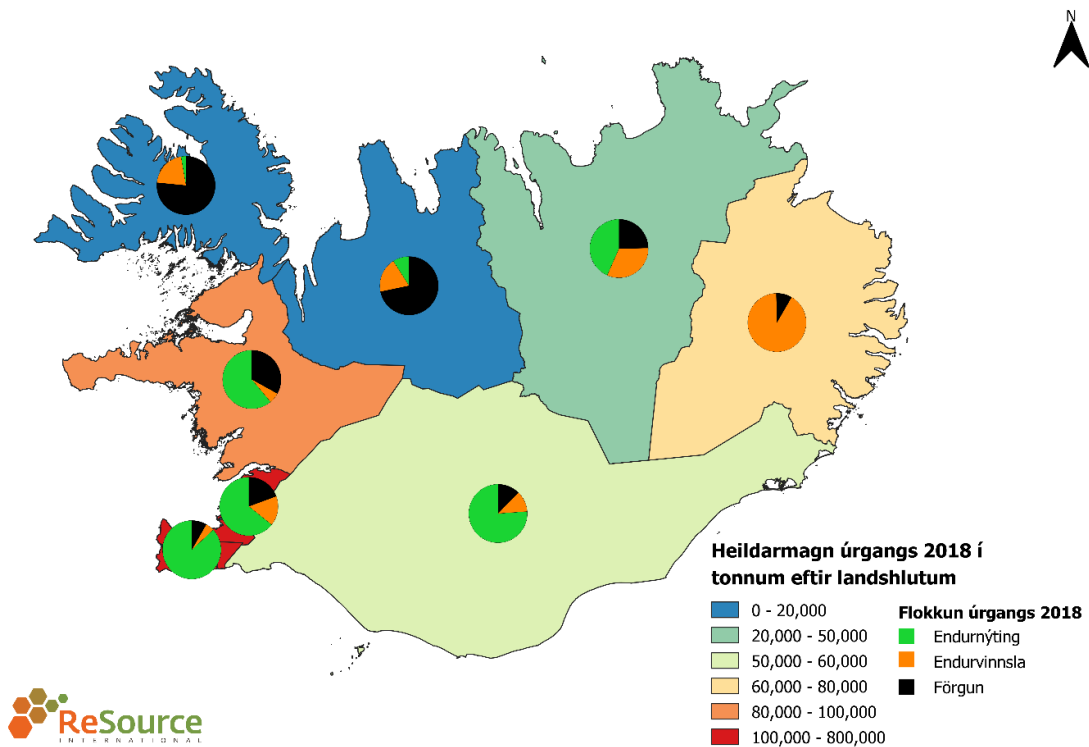 N
Heildarmagn úrgangs 2018 í
tonnum eftir landshlutum
0 - 20,000
20,000 - 50,000
50,000 - 60,000
60,000 - 80,000
80,000 - 100,000
100,000 - 800,000
Flokkun úrgangs 2018
Endurnýting
Endurvinnsla
Förgun
ReSource
INTERNATIONAL